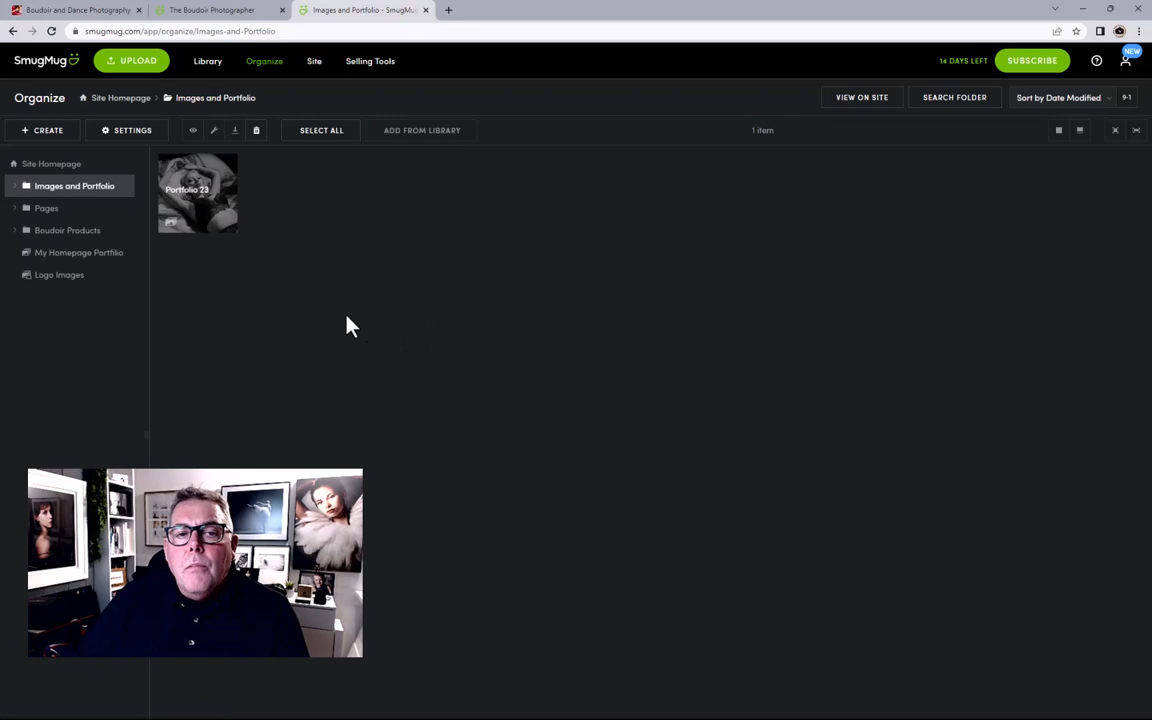 Boudoir and Dance Photography
The Boudoir Photographer
Images and Portfolio - SmugMug
smugmug.com/app/organize/Images-and-Portfolio
SmugMug
UPLOAD
Library
Organize
Site
Selling Tools
14 DAYS LEFT
SUBSCRIBE
NEW
Organize
Site Homepage
Images and Portfolio
VIEW ON SITE
SEARCH FOLDER
Sort by Date Modified
9-1
+ CREATE
SETTINGS
SELECT ALL
ADD FROM LIBRARY
1 item
Site Homepage
Images and Portfolio
Pages
Boudoir Products
My Homepage Portfilio
Logo Images
Portfolio 23